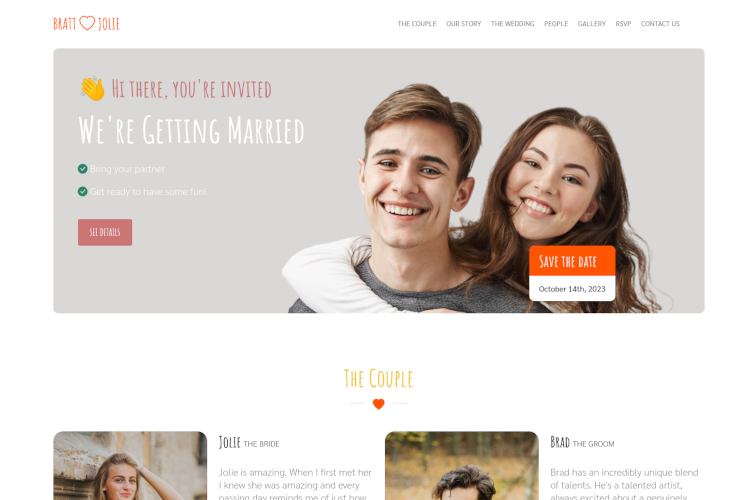 BRATT JOLIE
THE COUPLE OUR STORY THE WEDDING PEOPLE GALLERY RSVP CONTACT US
Hi there, you're invited
We're Getting Married
Bring your partner
Get ready to have some fun!
SEE DETAILS
Save the date
October 14th, 2023
The Couple
Jolie THE BRIDE
Jolie is amazing. When I first met her
I knew she was amazing and every
passing day reminds me of just how
Brad THE GROOM
Brad has an incredibly unique blend
of talents. He's a talented artist,
always excited about a genuinely